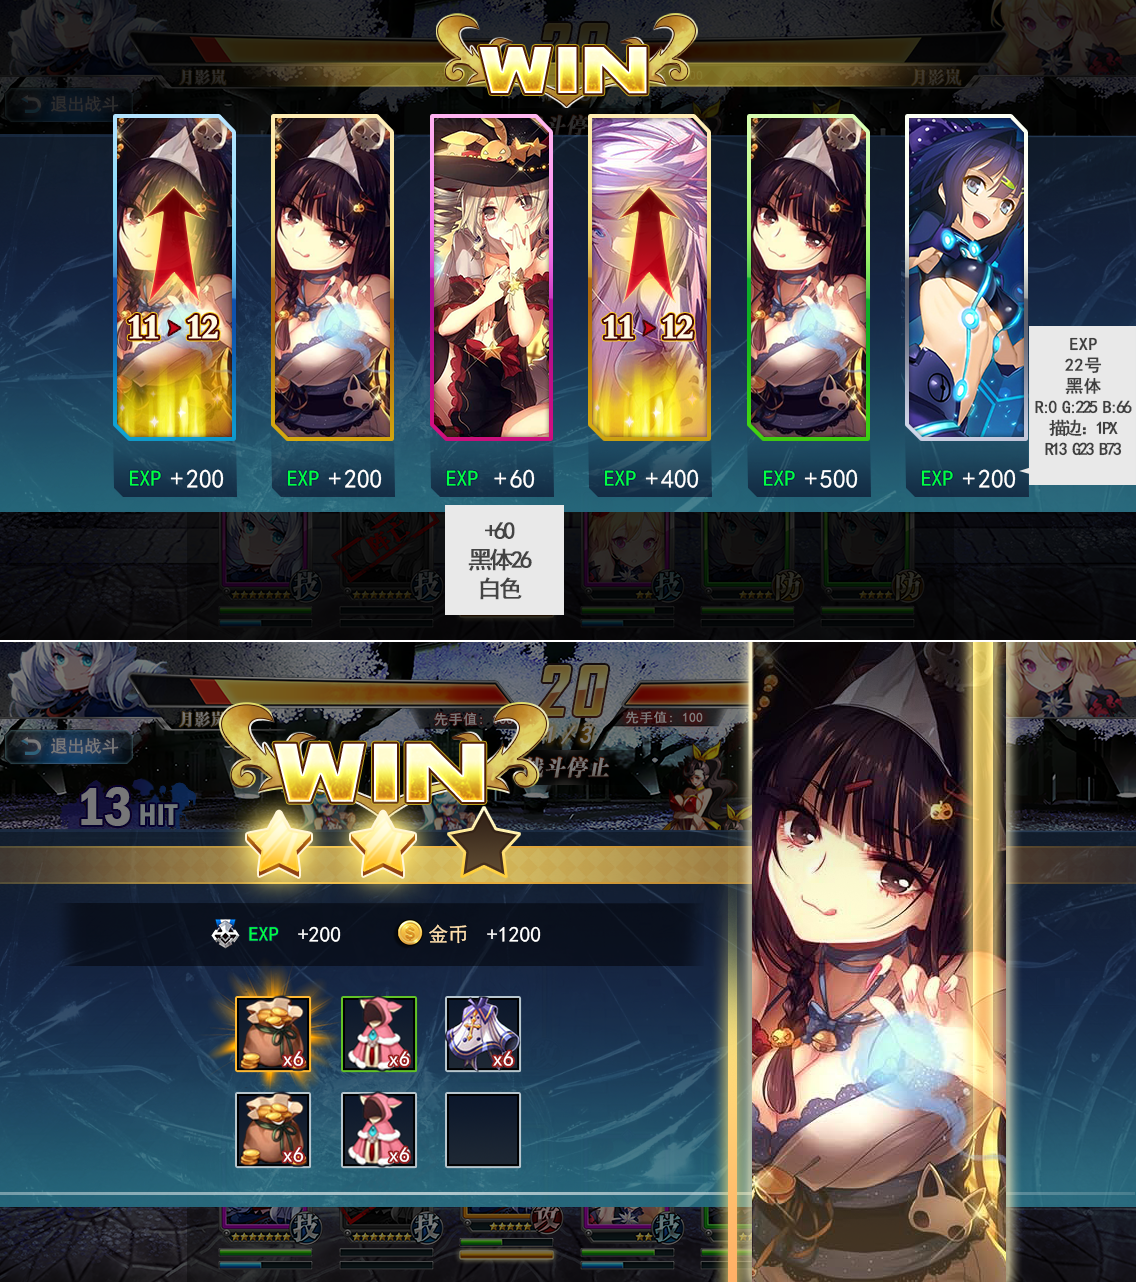 WIN
月影岚
月影岚
退出战斗
11 12
11 12
EXP +200
EXP +200
EXP +60
EXP +400
EXP +500
EXP +200
EXP
22号
黑体
R:0 G:225 B:66
描边：1PX
R13 G23 B73
+60
黑体26
白色
技
技
技
防
防
20
月影岚
先手值：
先手值：100
退出战斗
战斗停止
WIN
13 HIT
EXP +200
金币 +1200
x6
x6
x6
x6
x6
技
技
攻
技